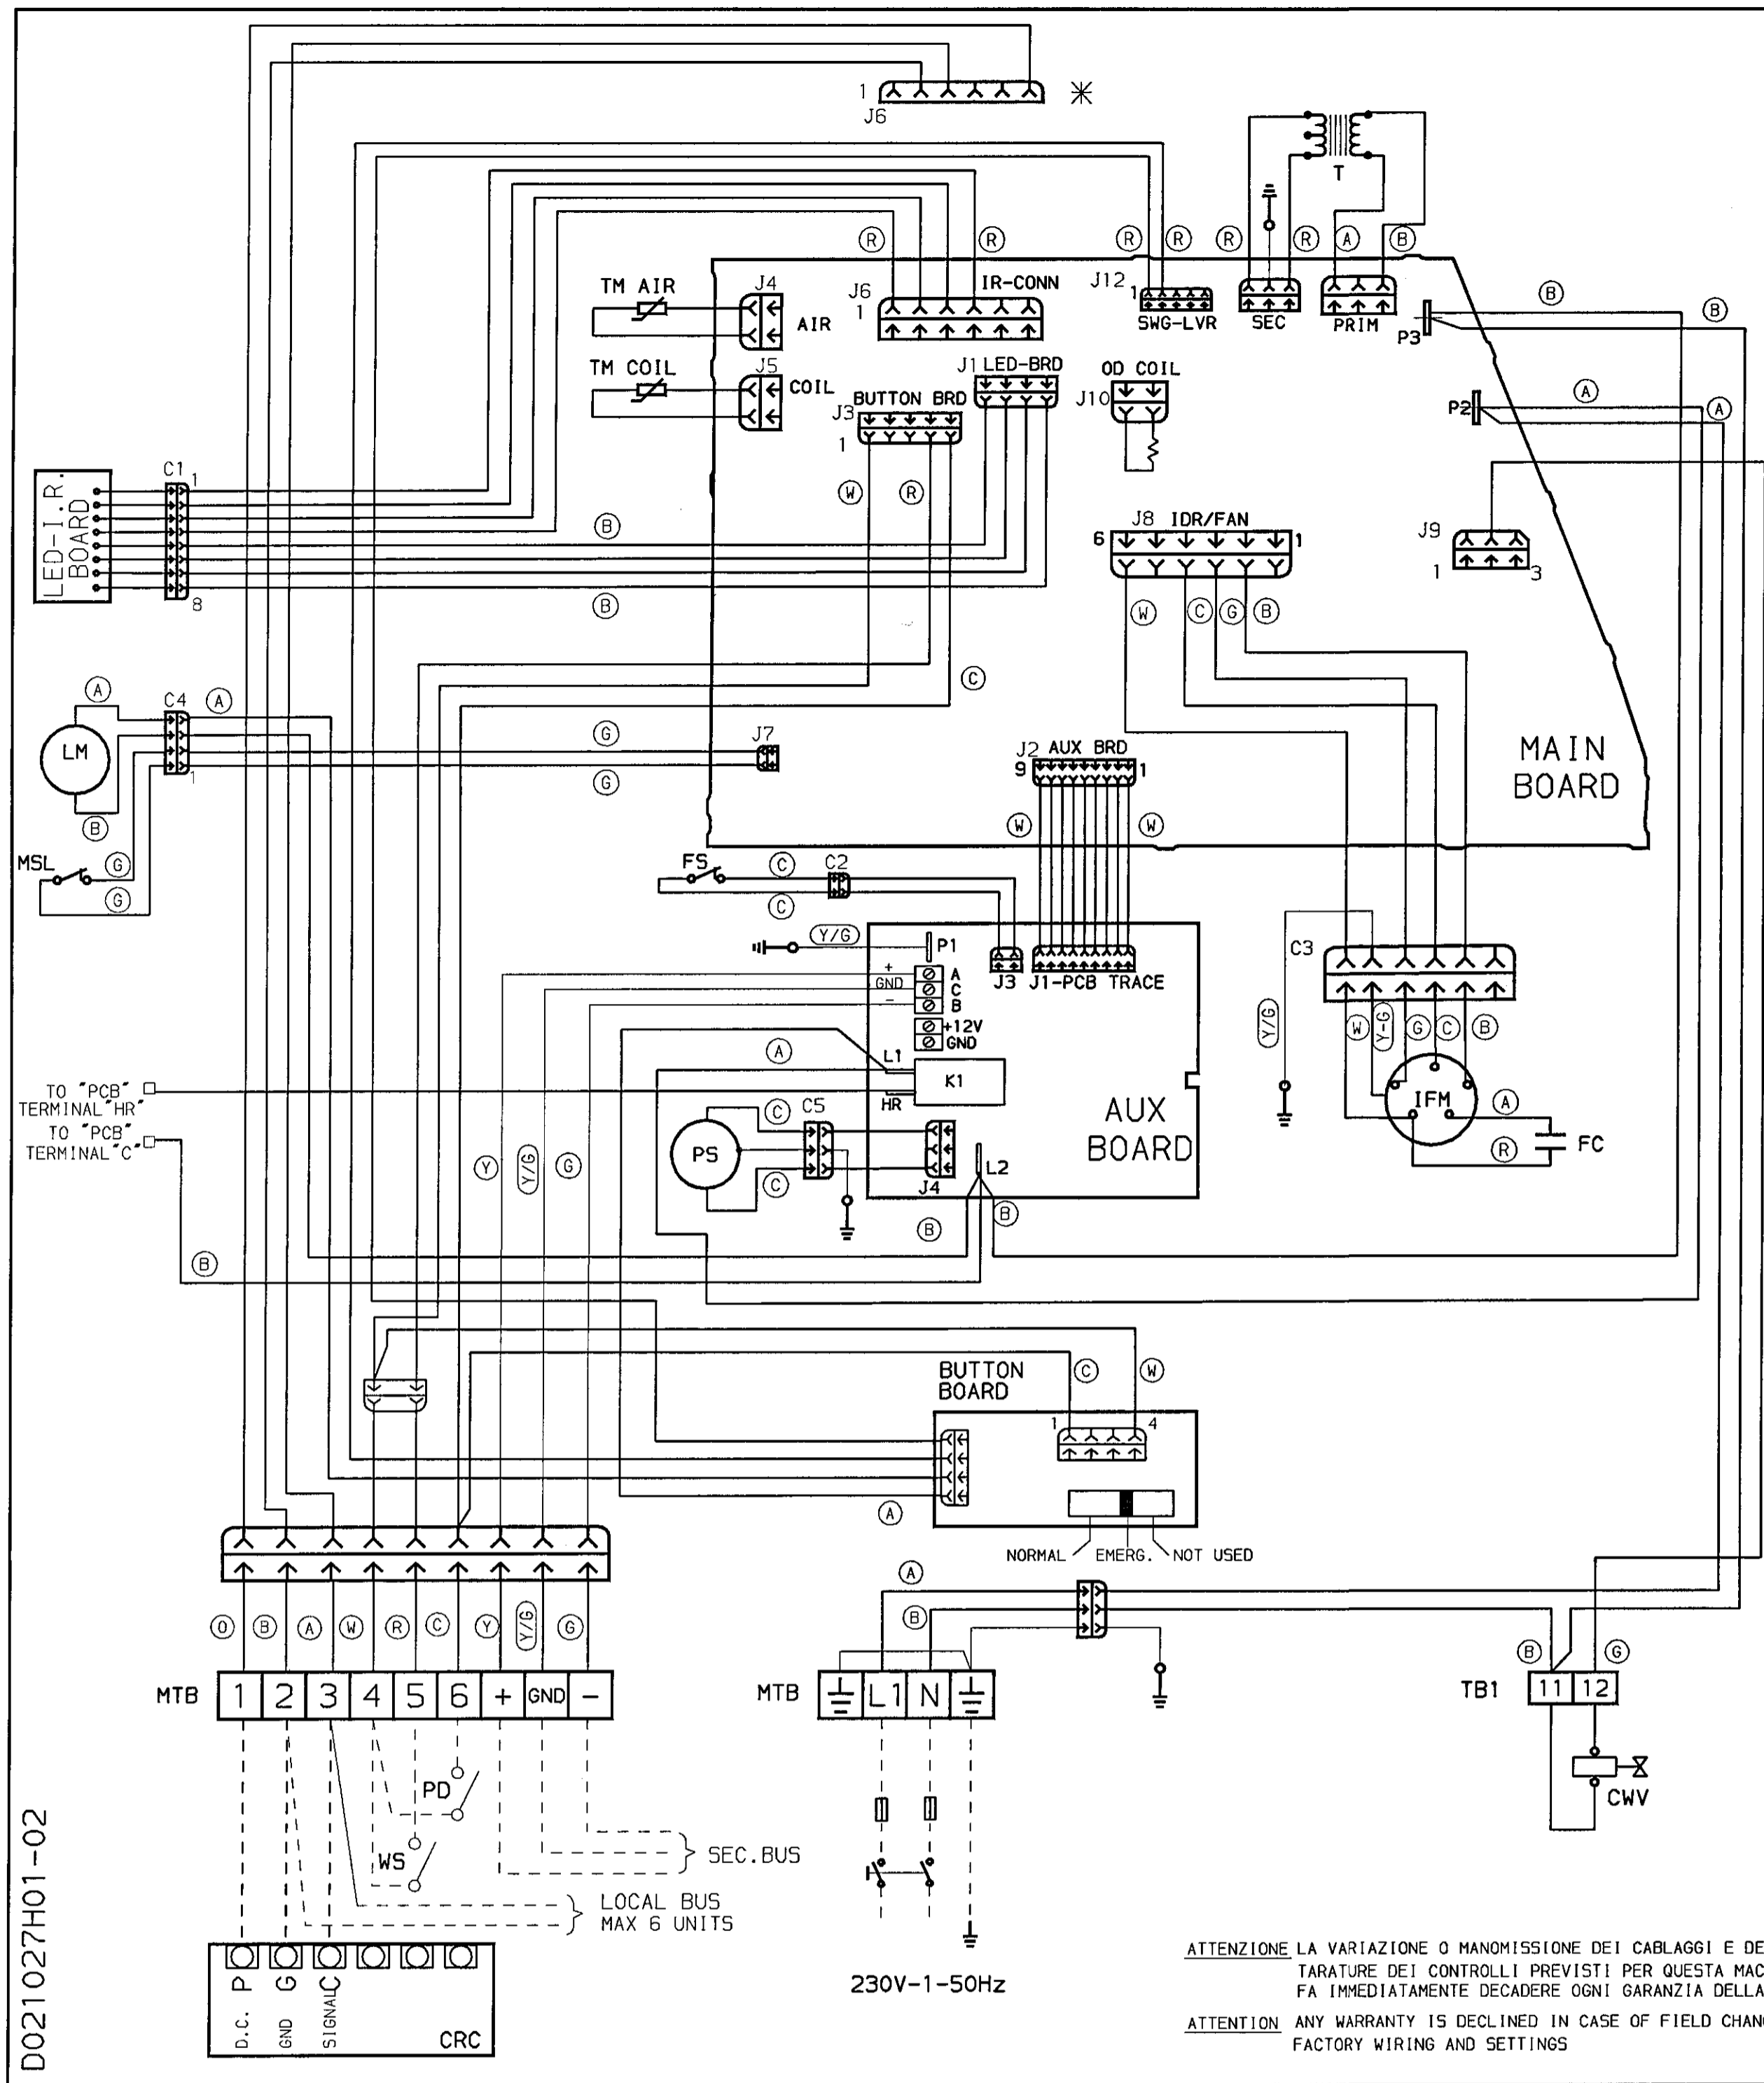 1
J6
T
R
R
R
R
R
R
A
B
TM AIR
J4
AIR
J6
1
IR-CONN
J12
1
SWG-LVR
SEC
PRIM
P3
B
B
TM COIL
J5
COIL
J1 LED-BRD
OD COIL
J10
P2
A
A
BUTTON BRD
J3
1
LED-I.R.
BOARD
C1
1
8
B
B
W
R
J8 IDR/FAN
6
1
J9
1
3
W
C
G
B
C
A
C4
A
LM
1
B
G
J7
G
MSL
G
G
J2 AUX BRD
9
1
W
W
MAIN
BOARD
FS
C
C2
C
Y/G
P1
+
A
GND
C
-
B
+12V
GND
J3
J1-PCB TRACE
C3
Y/G
W
Y-G
G
C
B
A
L1
K1
HR
TO "PCB"
TERMINAL "HR"
TO "PCB"
TERMINAL "C"
AUX
BOARD
IFM
A
R
FC
PS
C
C5
C
J4
L2
Y
Y/G
G
B
B
B
BUTTON
BOARD
C
W
1
4
A
NORMAL
EMERG.
NOT USED
O
B
A
W
R
C
Y
Y/G
G
A
B
B
G
MTB
1 2 3 4 5 6 + GND -
MTB
L1 N
TB1
11 12
PD
WS
SEC.BUS
LOCAL BUS
MAX 6 UNITS
CWV
D.C. P
GND G
SIGNAL C
CRC
230V-1-50Hz
D021027H01-02
ATTENZIONE LA VARIAZIONE O MANOMISSIONE DEI CABLAGGI E DE
TARATURE DEI CONTROLLI PREVISTI PER QUESTA MAC
FA IMMEDIATAMENTE DECADERE OGNI GARANZIA DELLA
ATTENTION ANY WARRANTY IS DECLINED IN CASE OF FIELD CHAN
FACTORY WIRING AND SETTINGS